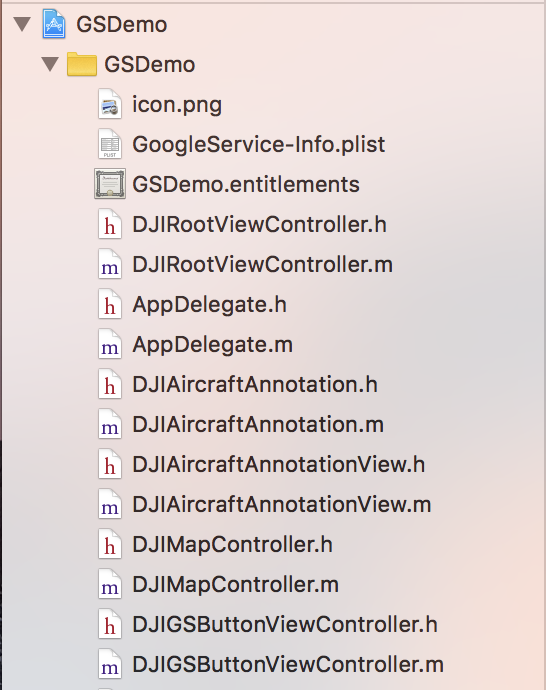 GSDemo
GSDemo
icon.png
GoogleService-Info.plist
GSDemo.entitlements
h DJIRootViewController.h
m DJIRootViewController.m
h AppDelegate.h
m AppDelegate.m
h DJIAircraftAnnotation.h
m DJIAircraftAnnotation.m
h DJIAircraftAnnotationView.h
m DJIAircraftAnnotationView.m
h DJIMapController.h
m DJIMapController.m
h DJIGSButtonViewController.h
m DJIGSButtonViewController.m